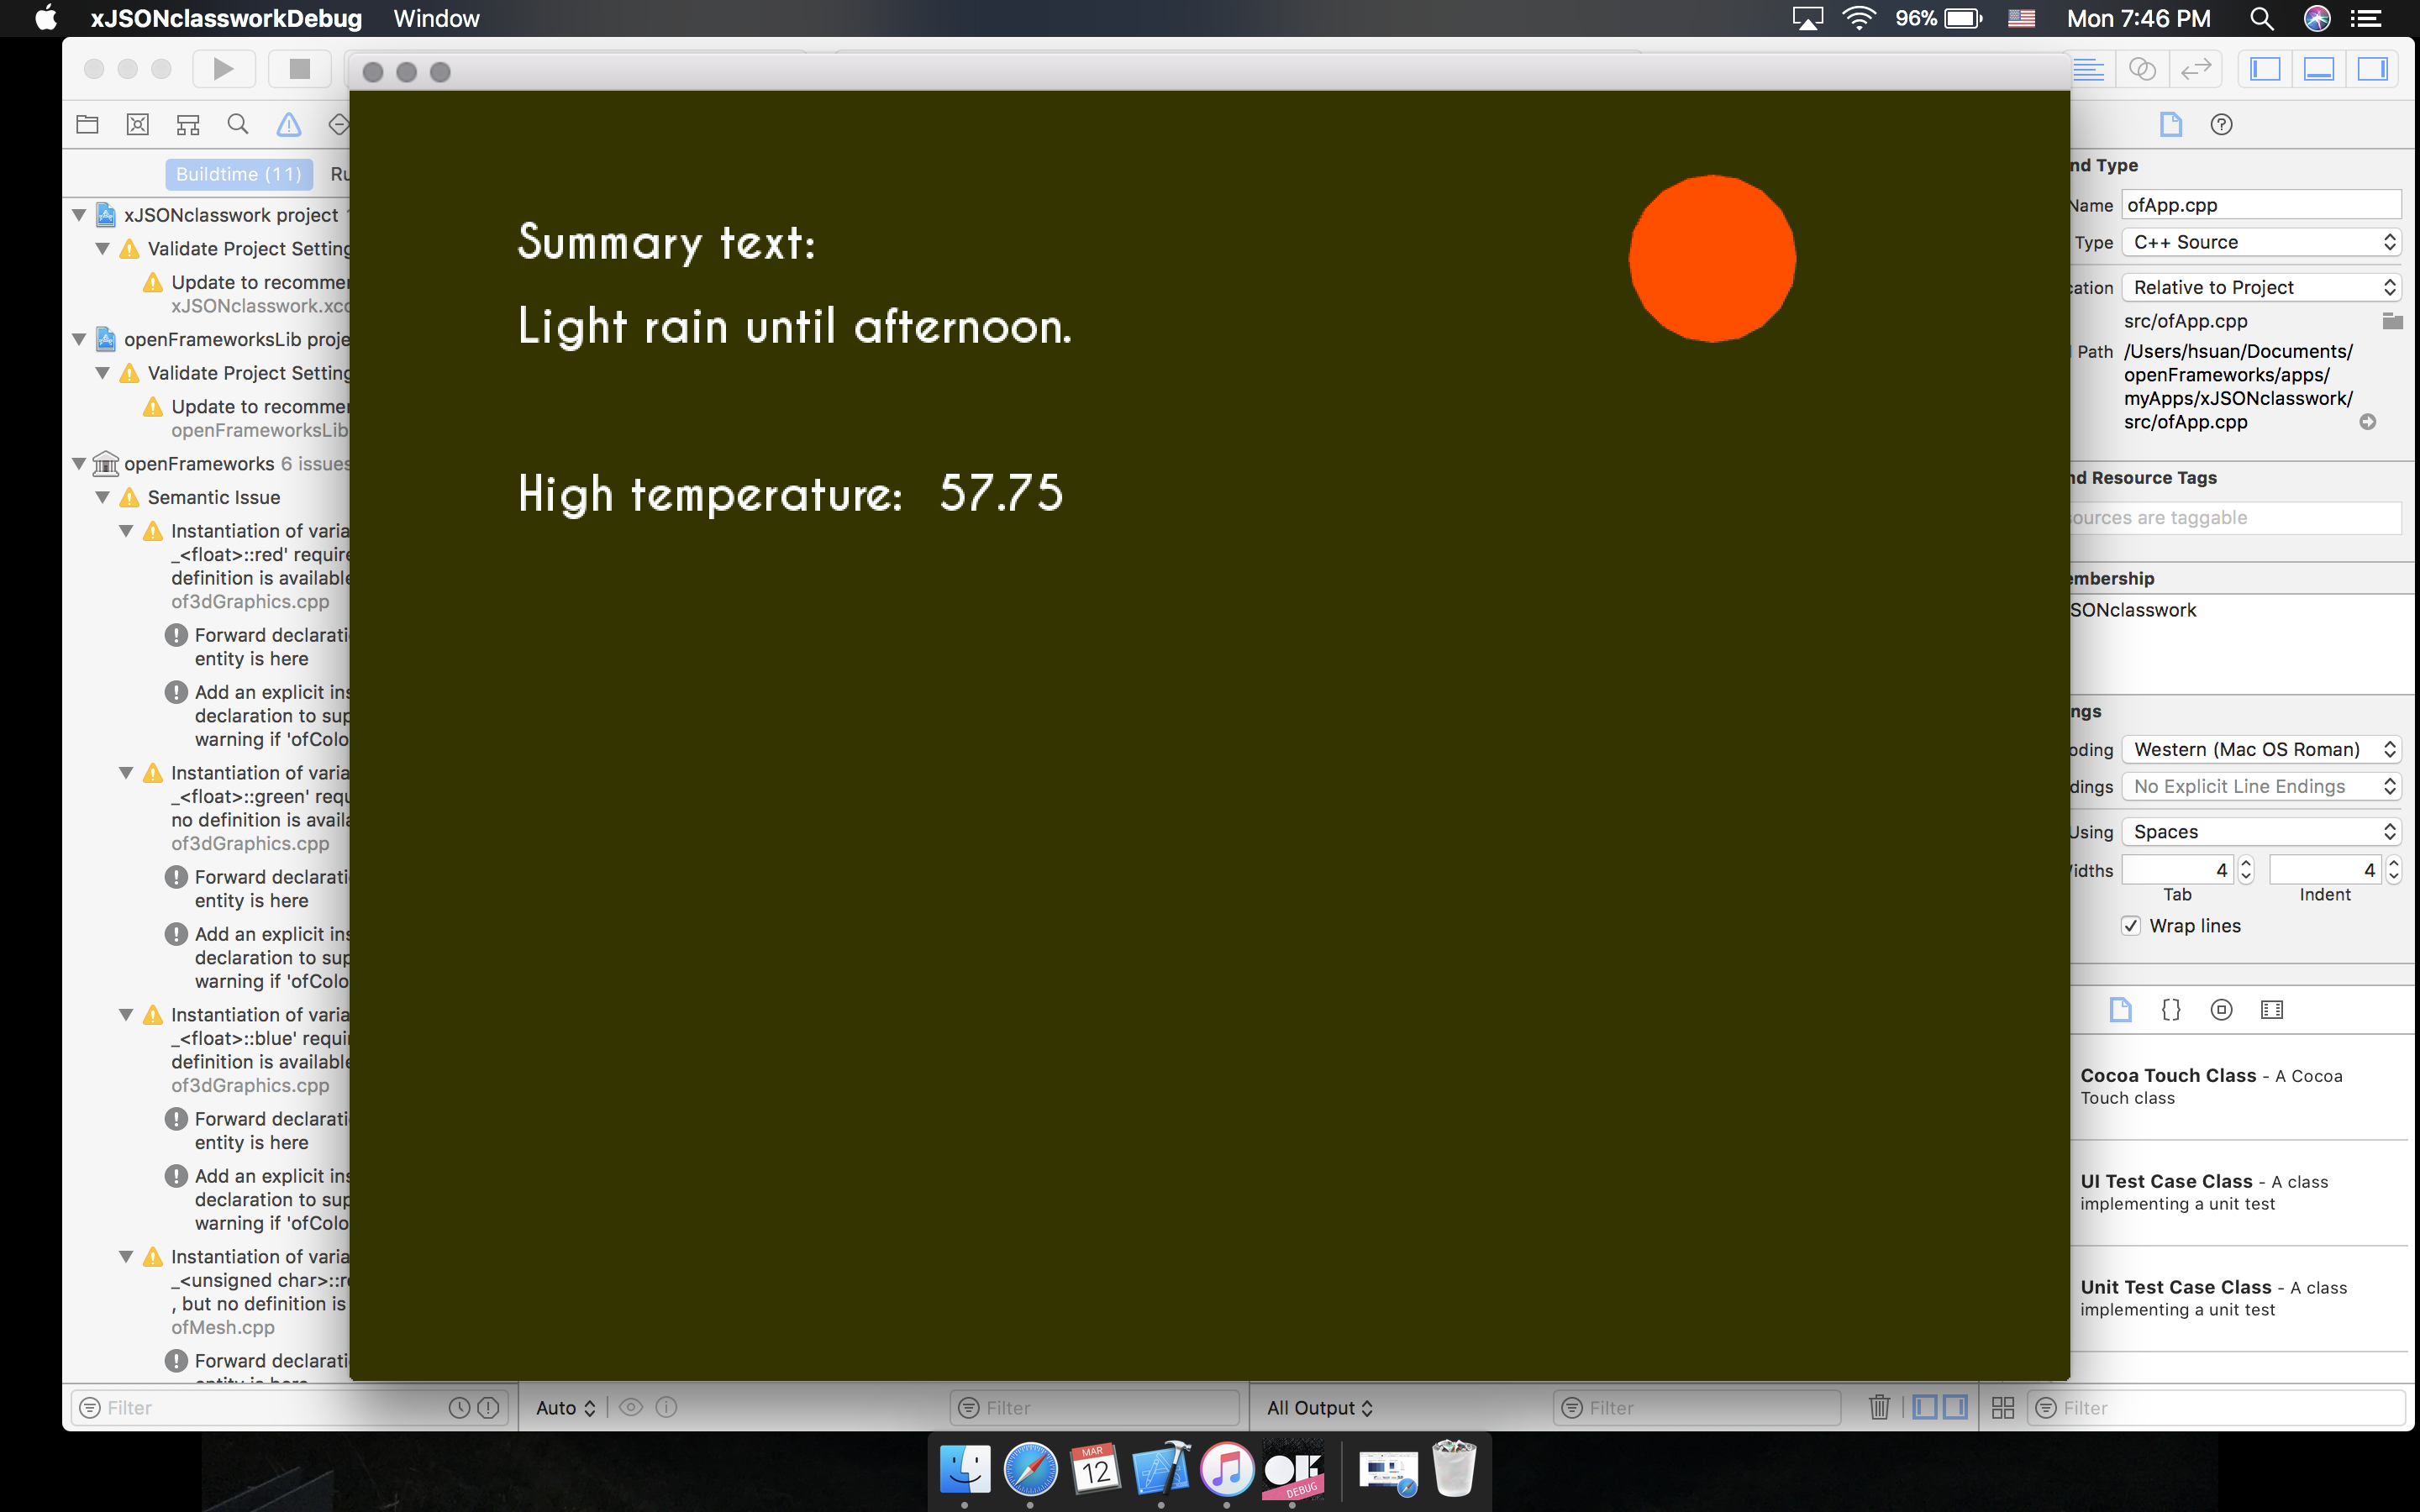 xJSONclassworkDebug Window 96% Mon 7:46 PM
Buildtime (11) Ru
xJSONclasswork project
Validate Project Setting
Update to recommen
xJSONclasswork.xco
openFrameworksLib proje
Validate Project Setting
Update to recommen
openFrameworksLib
openFrameworks 6 issues
Semantic Issue
Instantiation of varia
_<float>::red' require
definition is available
of3dGraphics.cpp
Forward declarati
entity is here
Add an explicit ins
declaration to sup
warning if 'ofColo
Instantiation of varia
_<float>::green' requ
no definition is availa
of3dGraphics.cpp
Forward declarati
entity is here
Add an explicit ins
declaration to sup
warning if 'ofColo
Instantiation of varia
_<float>::blue' requi
definition is available
of3dGraphics.cpp
Forward declarati
entity is here
Add an explicit ins
declaration to sup
warning if 'ofColo
Instantiation of varia
_<unsigned char>::re
, but no definition is
ofMesh.cpp
Forward declarati
Filter
Summary text:
Light rain until afternoon.
High temperature: 57.75
nd Type
Name ofApp.cpp
Type C++ Source
cation Relative to Project
src/ofApp.cpp
Path /Users/hsuan/Documents/
openFrameworks/apps/
myApps/xJSONclasswork/
src/ofApp.cpp
nd Resource Tags
ources are taggable
embership
SONclasswork
ngs
oding Western (Mac OS Roman)
dings No Explicit Line Endings
Using Spaces
idths 4 4
Tab Indent
Wrap lines
{}
Cocoa Touch Class - A Cocoa
Touch class
UI Test Case Class - A class
implementing a unit test
Unit Test Case Class - A class
implementing a unit test
Auto Filter All Output Filter Filter
MAR
12
DEBUG